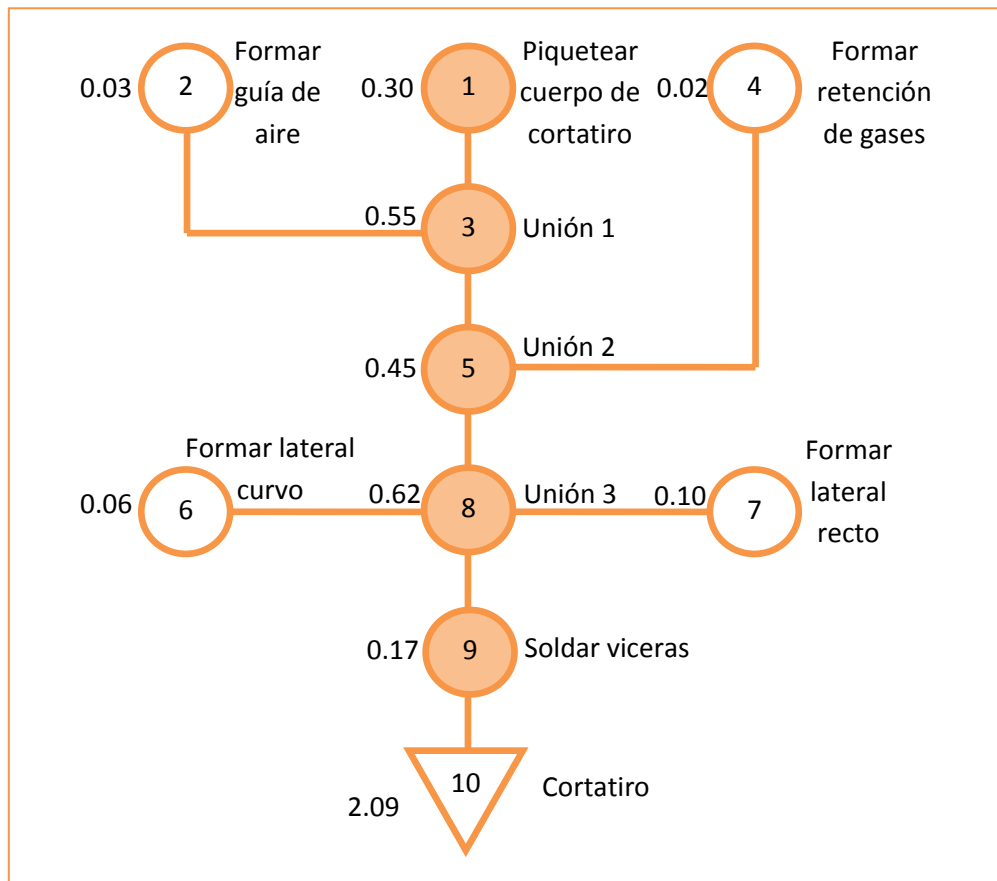 0.03
2
Formar
guía de
aire
0.30
1
Piquetear
cuerpo de
cortatiro
0.02
4
Formar
retención
de gases
0.55
3
Unión 1
0.45
5
Unión 2
0.06
6
Formar lateral
curvo
0.62
8
Unión 3
0.10
7
Formar
lateral
recto
0.17
9
Soldar viceras
2.09
10
Cortatiro